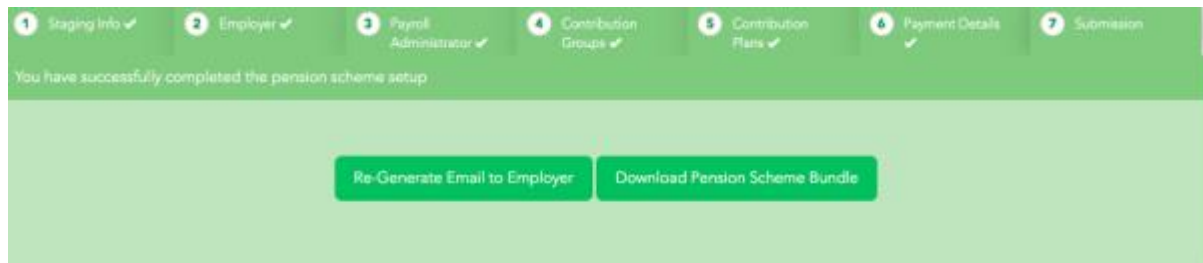 1 Staging Info ✔ 2 Employer ✔ 3 Payroll 4 Contribution 5 Contribution 6 Payment Details 7 Submission
Administrator ✔ Groups ✔ Plans ✔ ✔
You have successfully completed the pension scheme setup
Re-Generate Email to Employer Download Pension Scheme Bundle